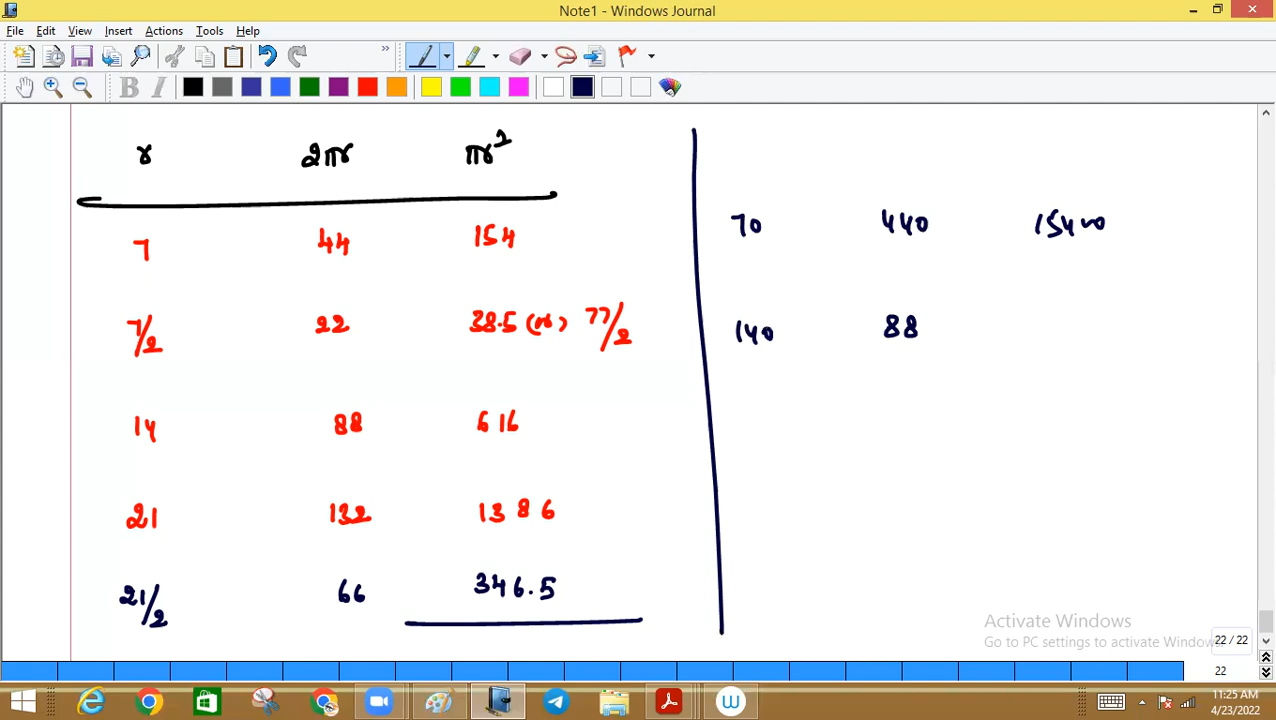 Note1 - Windows Journal
File Edit View Insert Actions Tools Help
r 2πr πr²
7 44 154
7/2 22 38.5 (or) 77/2
14 88 616
21 132 1386
21/2 66 346.5
70 440 15400
140 88
Activate Windows
Go to PC settings to activate Windows
22 / 22
22
11:25 AM
4/23/2022